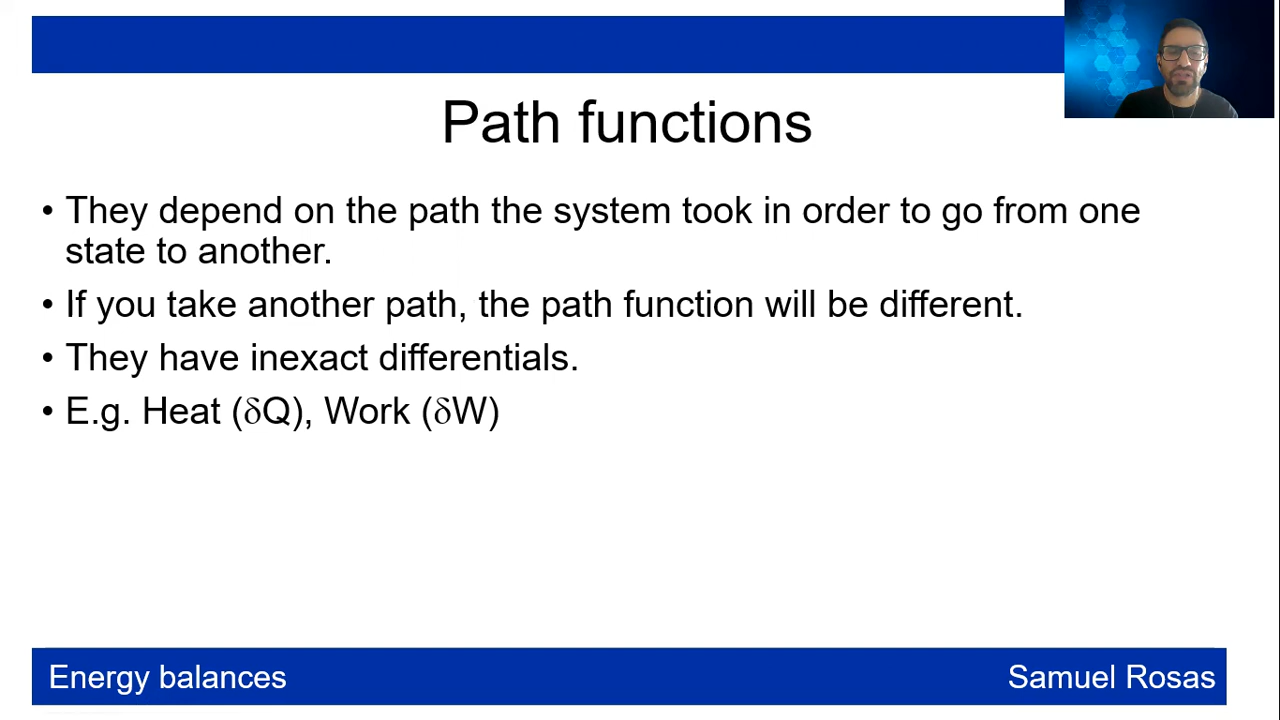 Path functions
• They depend on the path the system took in order to go from one
state to another.
• If you take another path, the path function will be different.
• They have inexact differentials.
• E.g. Heat (δQ), Work (δW)
Energy balances
Samuel Rosas